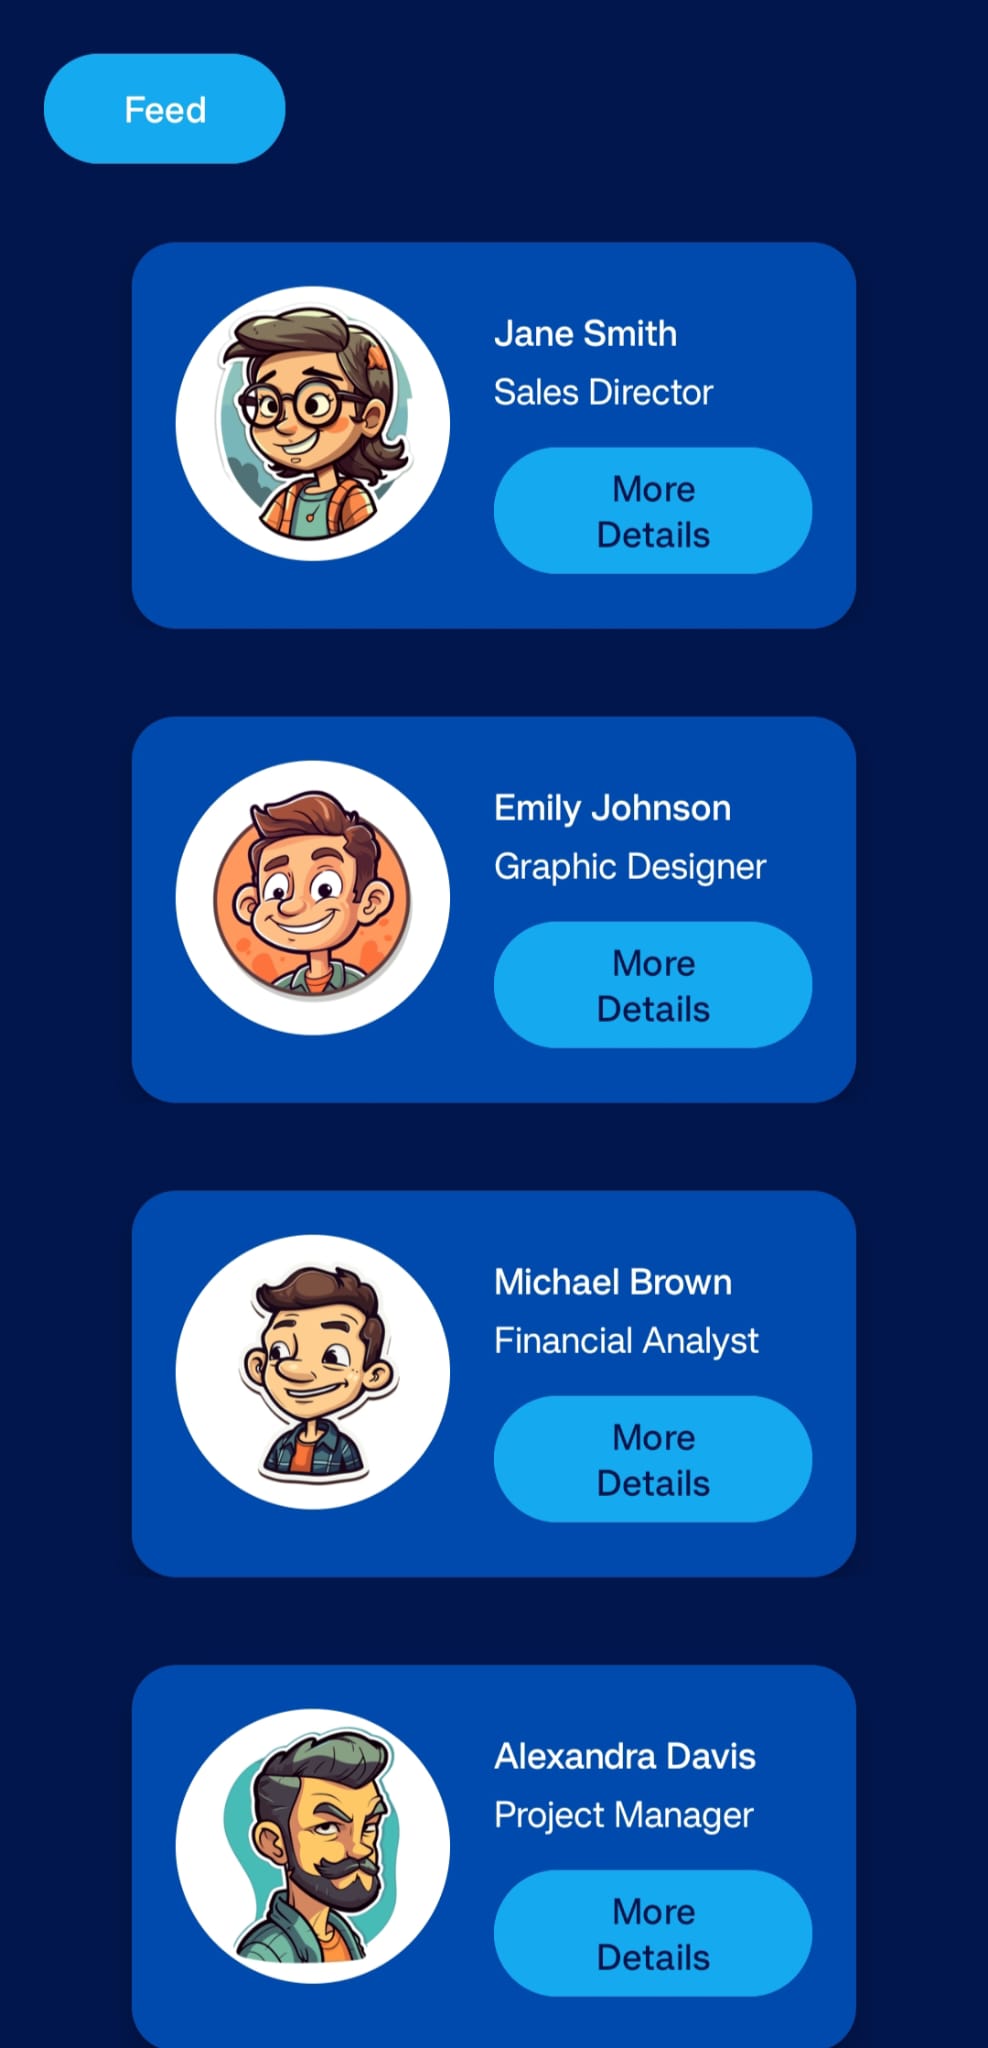 Feed
Jane Smith
Sales Director
More
Details
Emily Johnson
Graphic Designer
More
Details
Michael Brown
Financial Analyst
More
Details
Alexandra Davis
Project Manager
More
Details